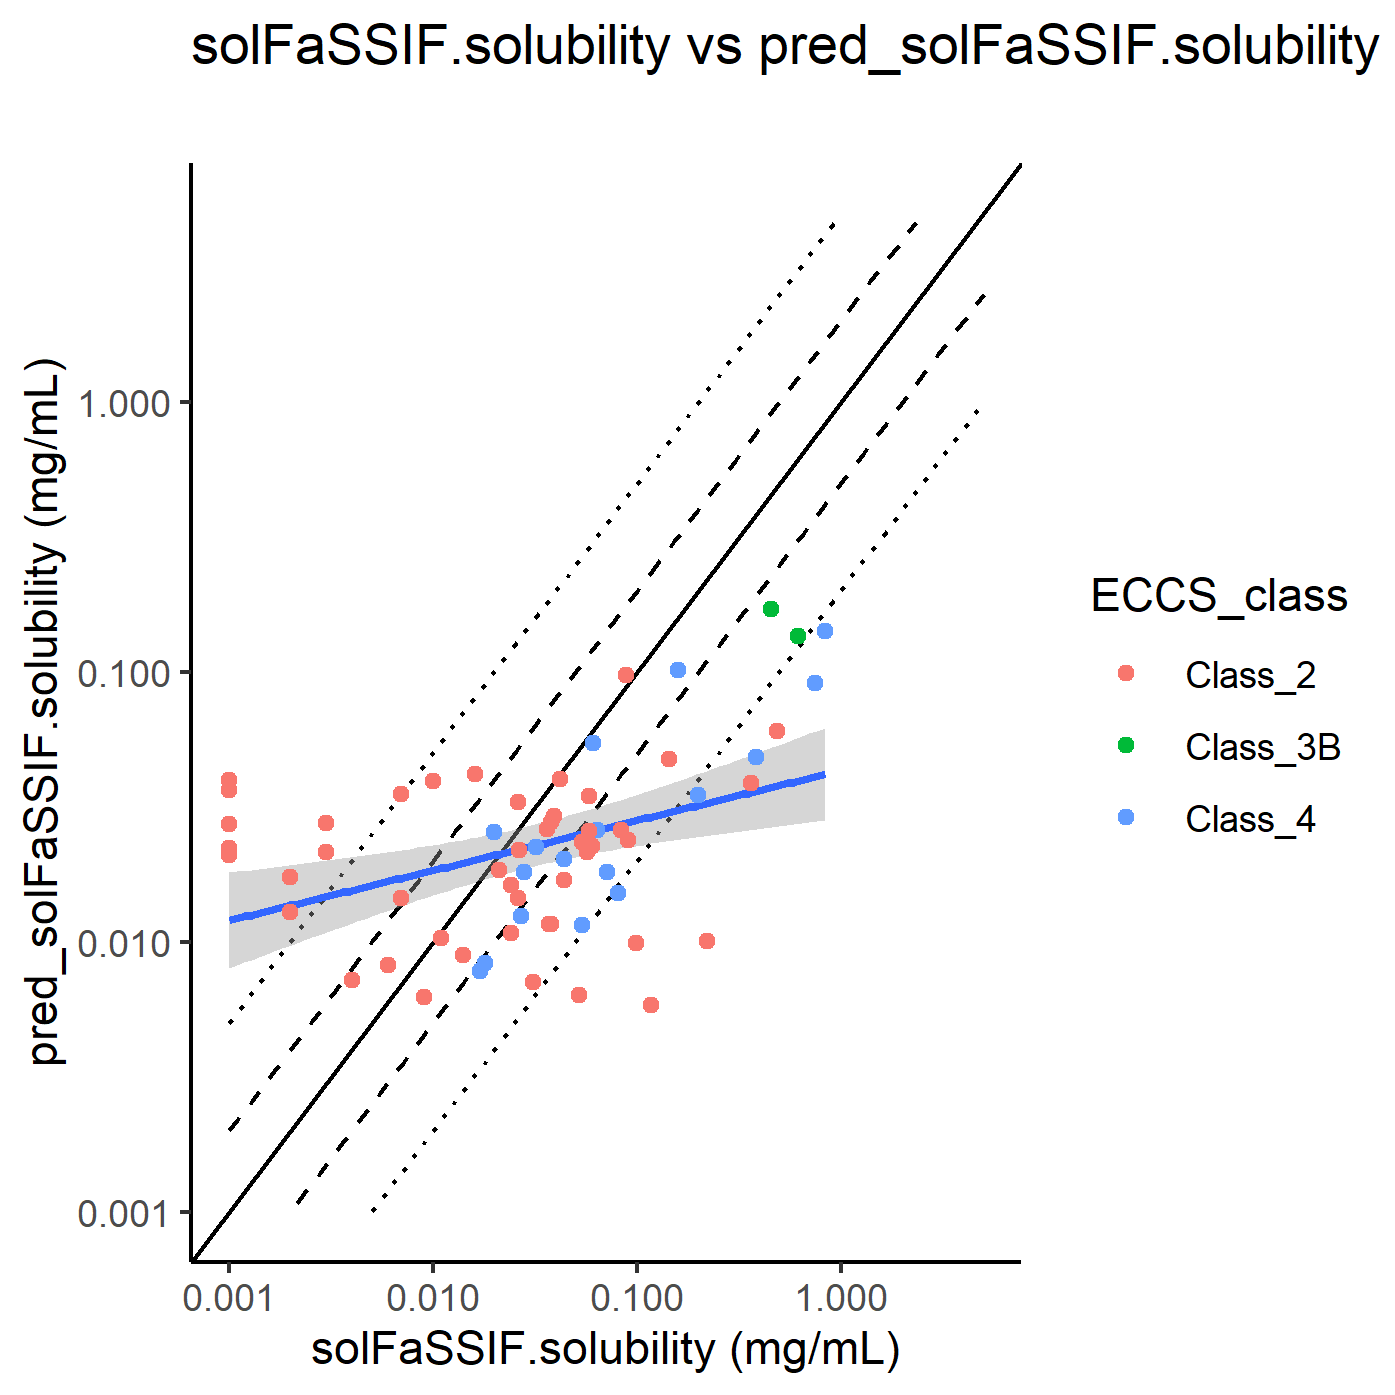 solFaSSIF.solubility vs pred_solFaSSIF.solubility
pred_solFaSSIF.solubility (mg/mL)
1.000
0.100
0.010
0.001
0.001
0.010
0.100
1.000
solFaSSIF.solubility (mg/mL)
ECCS_class
Class_2
Class_3B
Class_4